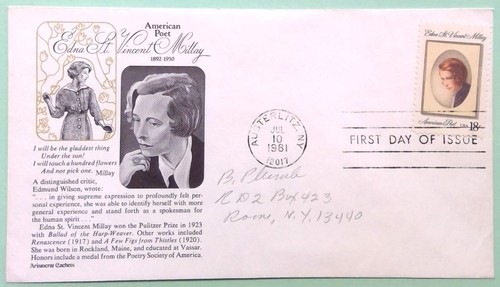 American
Poet
Edna St. Vincent Millay
1892-1950
I will be the gladdest thing
Under the sun!
I will touch a hundred flowers
And not pick one. Millay
A distinguished critic,
Edmund Wilson, wrote:
"... in giving supreme expression to profoundly felt per-
sonal experience, she was able to identify herself with more
general experience and stand forth as a spokesman for
the human spirit ..."
Edna St. Vincent Millay won the Pulitzer Prize in 1923
with Ballad of the Harp-Weaver. Other works included
Renascence (1917) and A Few Figs from Thistles (1920).
She was born in Rockland, Maine, and educated at Vassar.
Honors include a medal from the Poetry Society of America.
Aristocrat Cachets
Edna St. Vincent Millay
American Poet USA 18c
AUSTERLITZ, NY
JUL
10
1981
12017
FIRST DAY OF ISSUE
B.
RD2 Box 423
Rome, N.Y. 13440